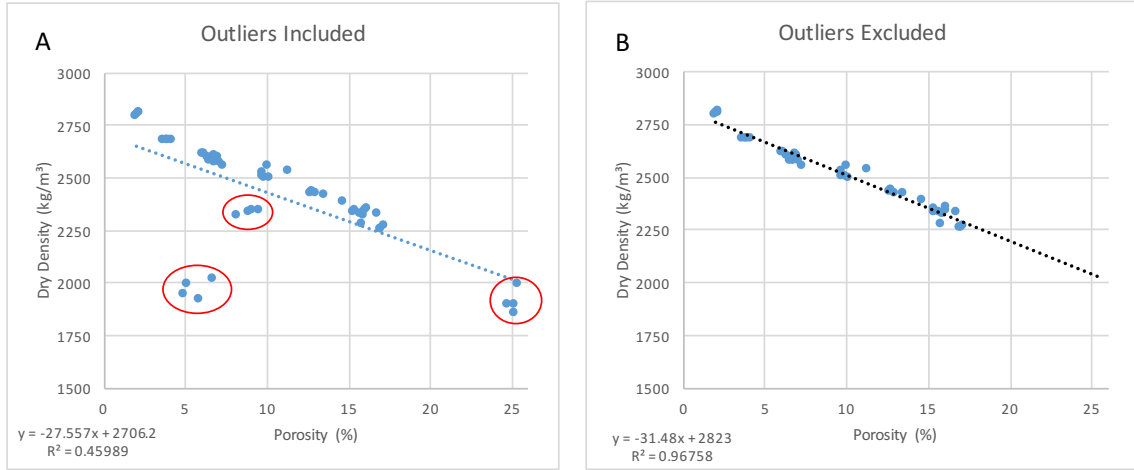 A
Outliers Included
3000
2750
2500
2250
2000
1750
1500
Dry Density (kg/m³)
0 5 10 15 20 25
Porosity (%)
y = -27.557x + 2706.2
R² = 0.45989
B
Outliers Excluded
3000
2750
2500
2250
2000
1750
1500
Dry Density (kg/m³)
0 5 10 15 20 25
Porosity (%)
y = -31.48x + 2823
R² = 0.96758